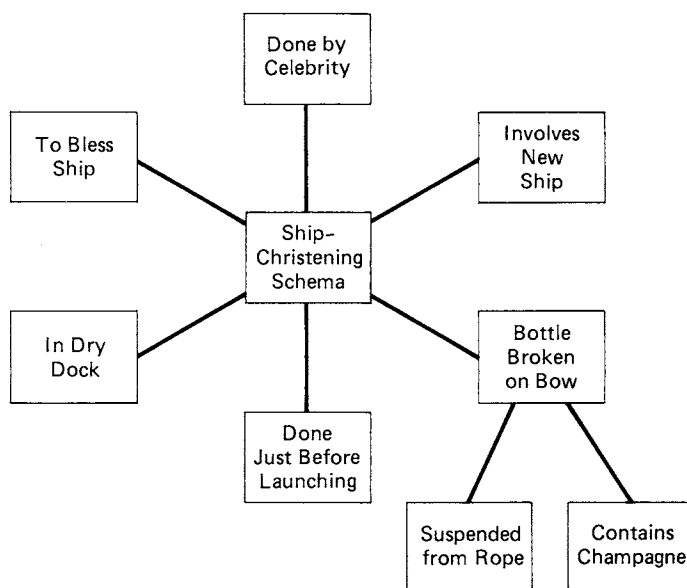 Done by
Celebrity
To Bless
Ship
Involves
New
Ship
Ship-
Christening
Schema
In Dry
Dock
Bottle
Broken
on Bow
Done
Just Before
Launching
Suspended
from Rope
Contains
Champagne